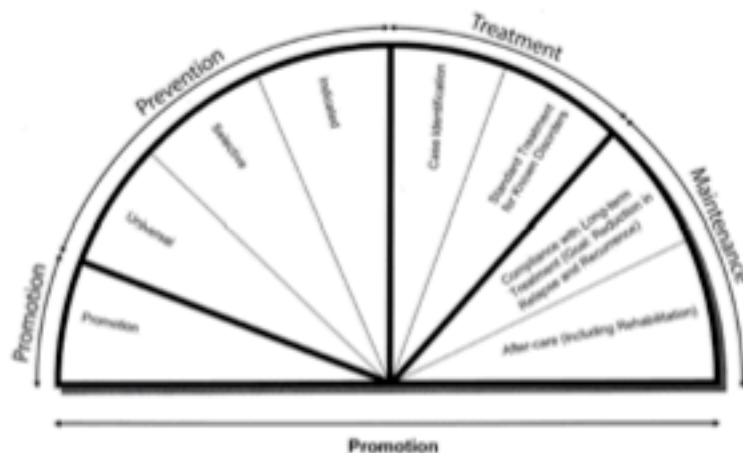 Promotion
Prevention
Treatment
Maintenance
Promotion
Universal
Selective
Indicated
Case Identification
Standard Treatment
for Known Disorders
Compliance with Long-term
Treatment (Goal: Reduction in
Relapse and Recurrence)
After-care (Including Rehabilitation)
Promotion